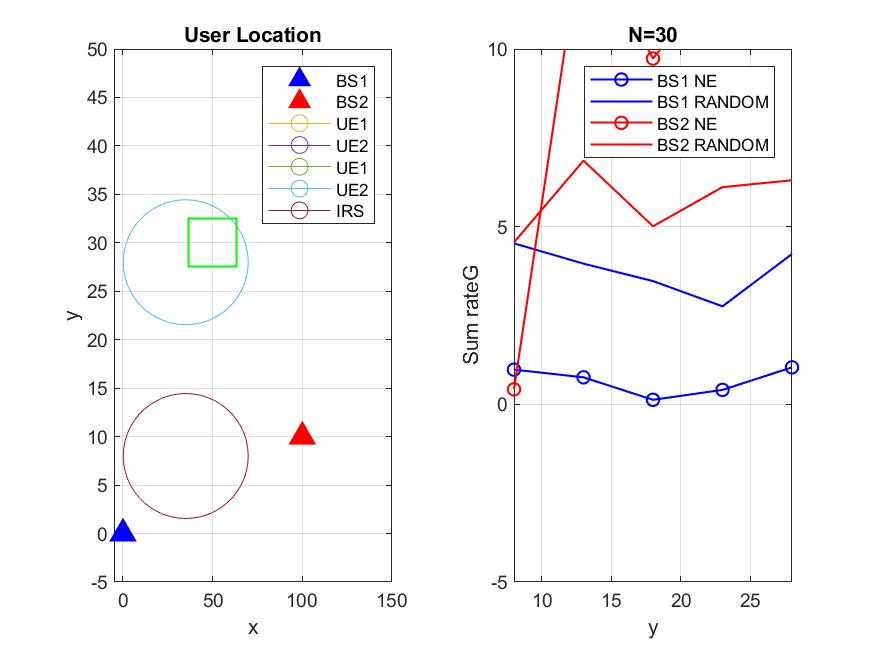 User Location
50
45
40
35
30
25
20
15
10
5
0
-5
y
0
50
100
150
x
BS1
BS2
UE1
UE2
UE1
UE2
IRS
N=30
10
5
0
-5
Sum rateG
10
15
20
25
y
BS1 NE
BS1 RANDOM
BS2 NE
BS2 RANDOM